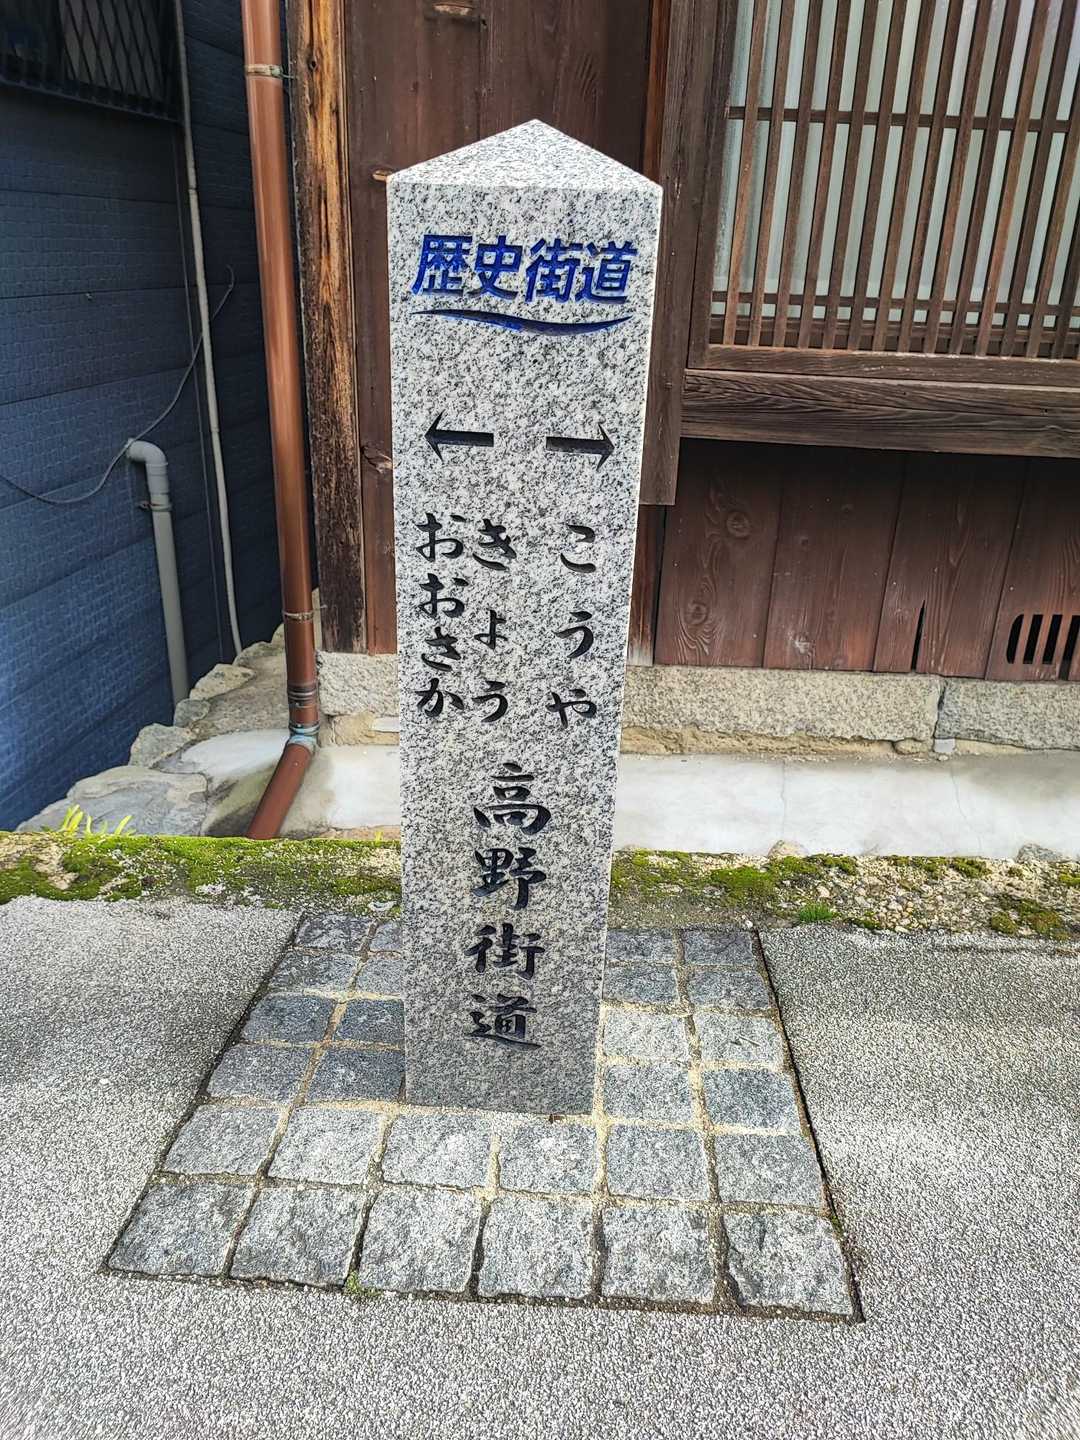 歴史街道
← →
こうや
きょう
おおさか
高野街道